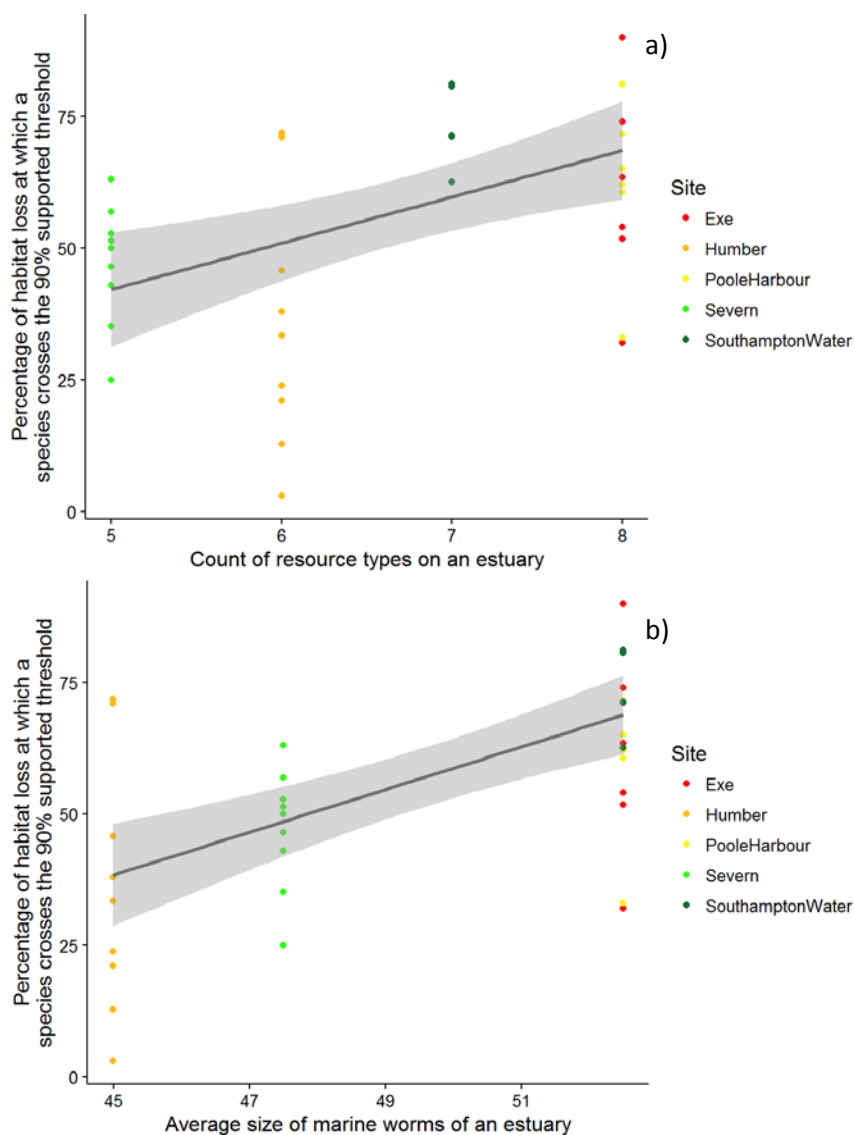 a)
Percentage of habitat loss at which a
species crosses the 90% supported threshold
75
50
25
0
5
6
7
8
Count of resource types on an estuary
Site
Exe
Humber
PooleHarbour
Severn
SouthamptonWater
b)
Percentage of habitat loss at which a
species crosses the 90% supported threshold
75
50
25
0
45
47
49
51
Average size of marine worms of an estuary
Site
Exe
Humber
PooleHarbour
Severn
SouthamptonWater